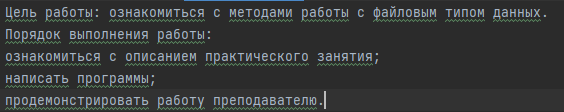 Цель работы: ознакомиться с методами работы с файловым типом данных.
Порядок выполнения работы:
ознакомиться с описанием практического занятия;
написать программы;
продемонстрировать работу преподавателю.